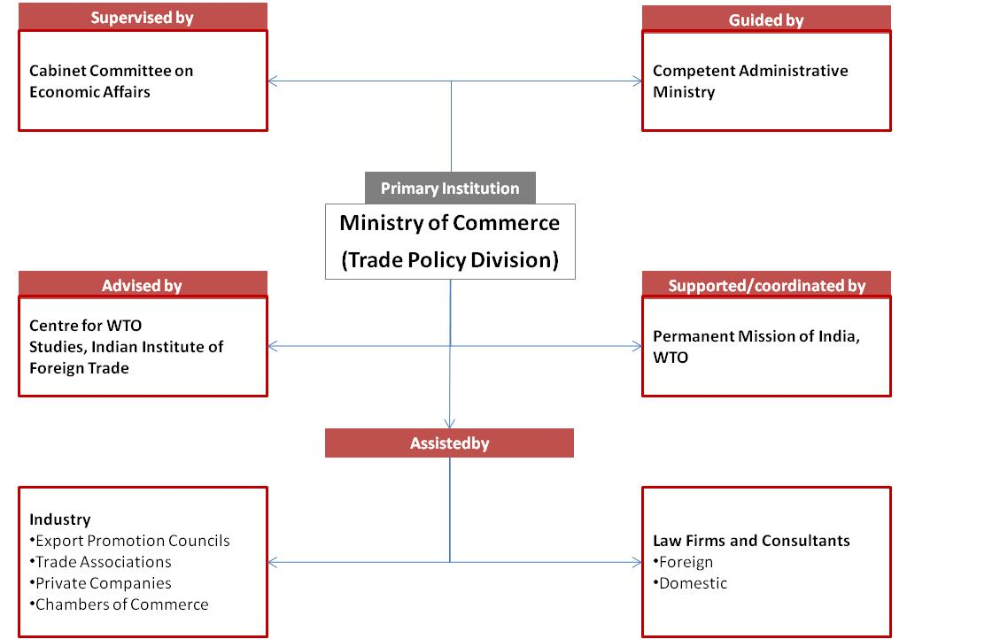 Supervised by
Cabinet Committee on
Economic Affairs
Guided by
Competent Administrative
Ministry
Primary Institution
Ministry of Commerce
(Trade Policy Division)
Advised by
Centre for WTO
Studies, Indian Institute of
Foreign Trade
Supported/coordinated by
Permanent Mission of India,
WTO
Assistedby
Industry
•Export Promotion Councils
•Trade Associations
•Private Companies
•Chambers of Commerce
Law Firms and Consultants
•Foreign
•Domestic